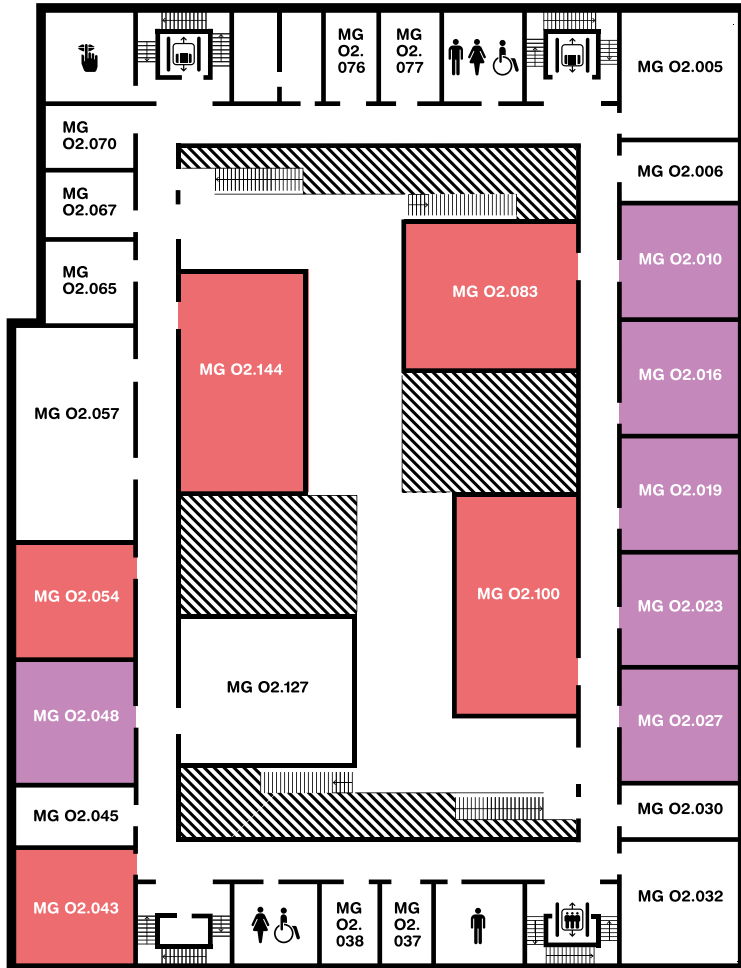 MG
O2.
076
MG
O2.
077
MG O2.005
MG
O2.070
MG O2.006
MG
O2.067
MG O2.010
MG
O2.065
MG O2.083
MG O2.144
MG O2.016
MG O2.057
MG O2.019
MG O2.054
MG O2.100
MG O2.023
MG O2.127
MG O2.048
MG O2.027
MG O2.045
MG O2.030
MG O2.043
MG
O2.
038
MG
O2.
037
MG O2.032